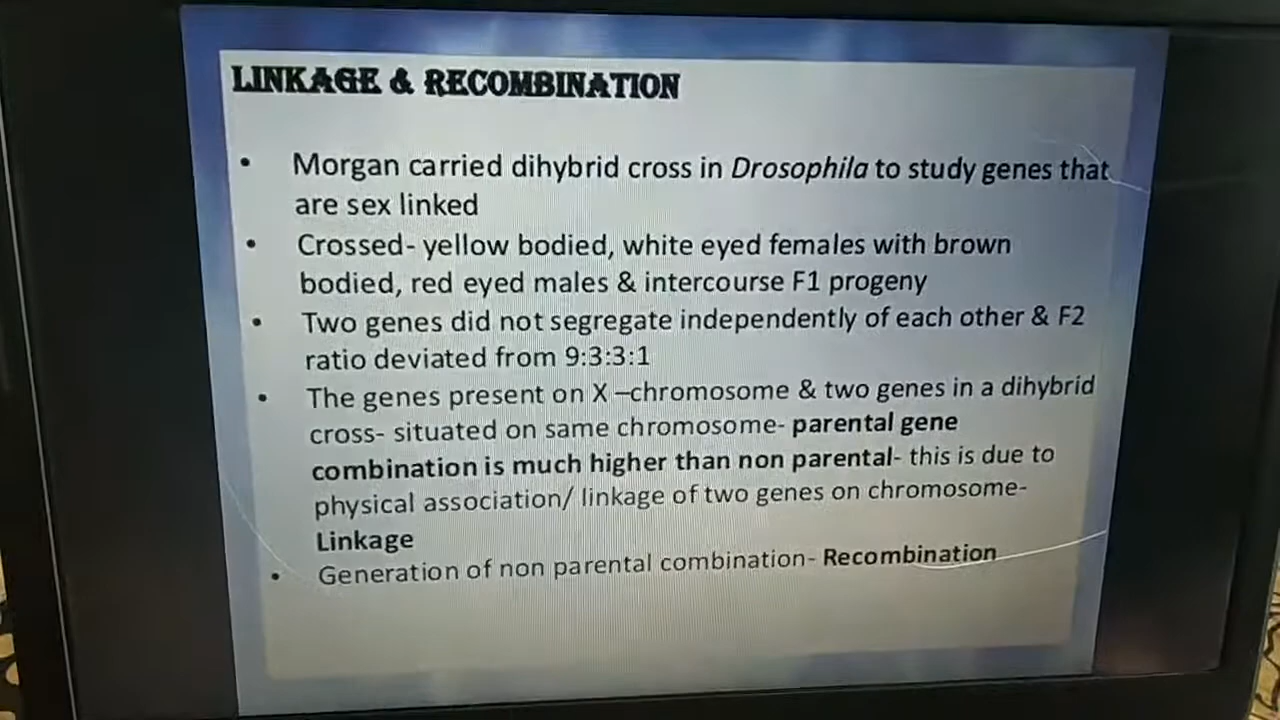 LINKAGE & RECOMBINATION
• Morgan carried dihybrid cross in Drosophila to study genes that
are sex linked
• Crossed- yellow bodied, white eyed females with brown
bodied, red eyed males & intercourse F1 progeny
• Two genes did not segregate independently of each other & F2
ratio deviated from 9:3:3:1
• The genes present on X –chromosome & two genes in a dihybrid
cross- situated on same chromosome- parental gene
combination is much higher than non parental- this is due to
physical association/ linkage of two genes on chromosome-
Linkage
• Generation of non parental combination- Recombination